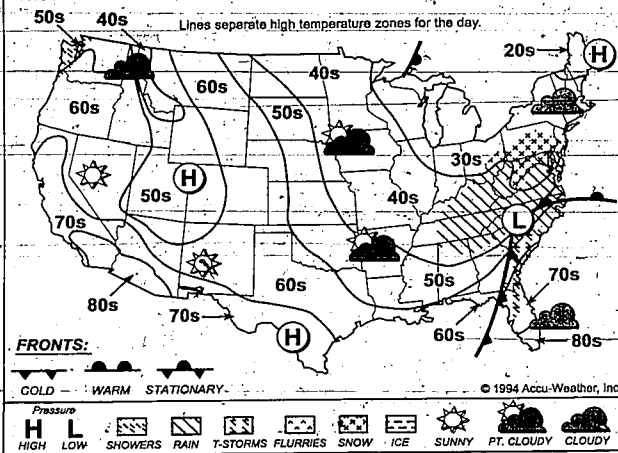 50s 40s
Lines separate high temperature zones for the day.
20s H
60s 40s
60s 50s
30s
50s H 40s
70s L
60s 50s 70s
80s 70s 60s 80s
H
FRONTS:
COLD WARM STATIONARY
© 1994 Accu-Weather, Inc
Pressure
H L
HIGH LOW SHOWERS RAIN T-STORMS FLURRIES SNOW ICE SUNNY PT. CLOUDY CLOUDY